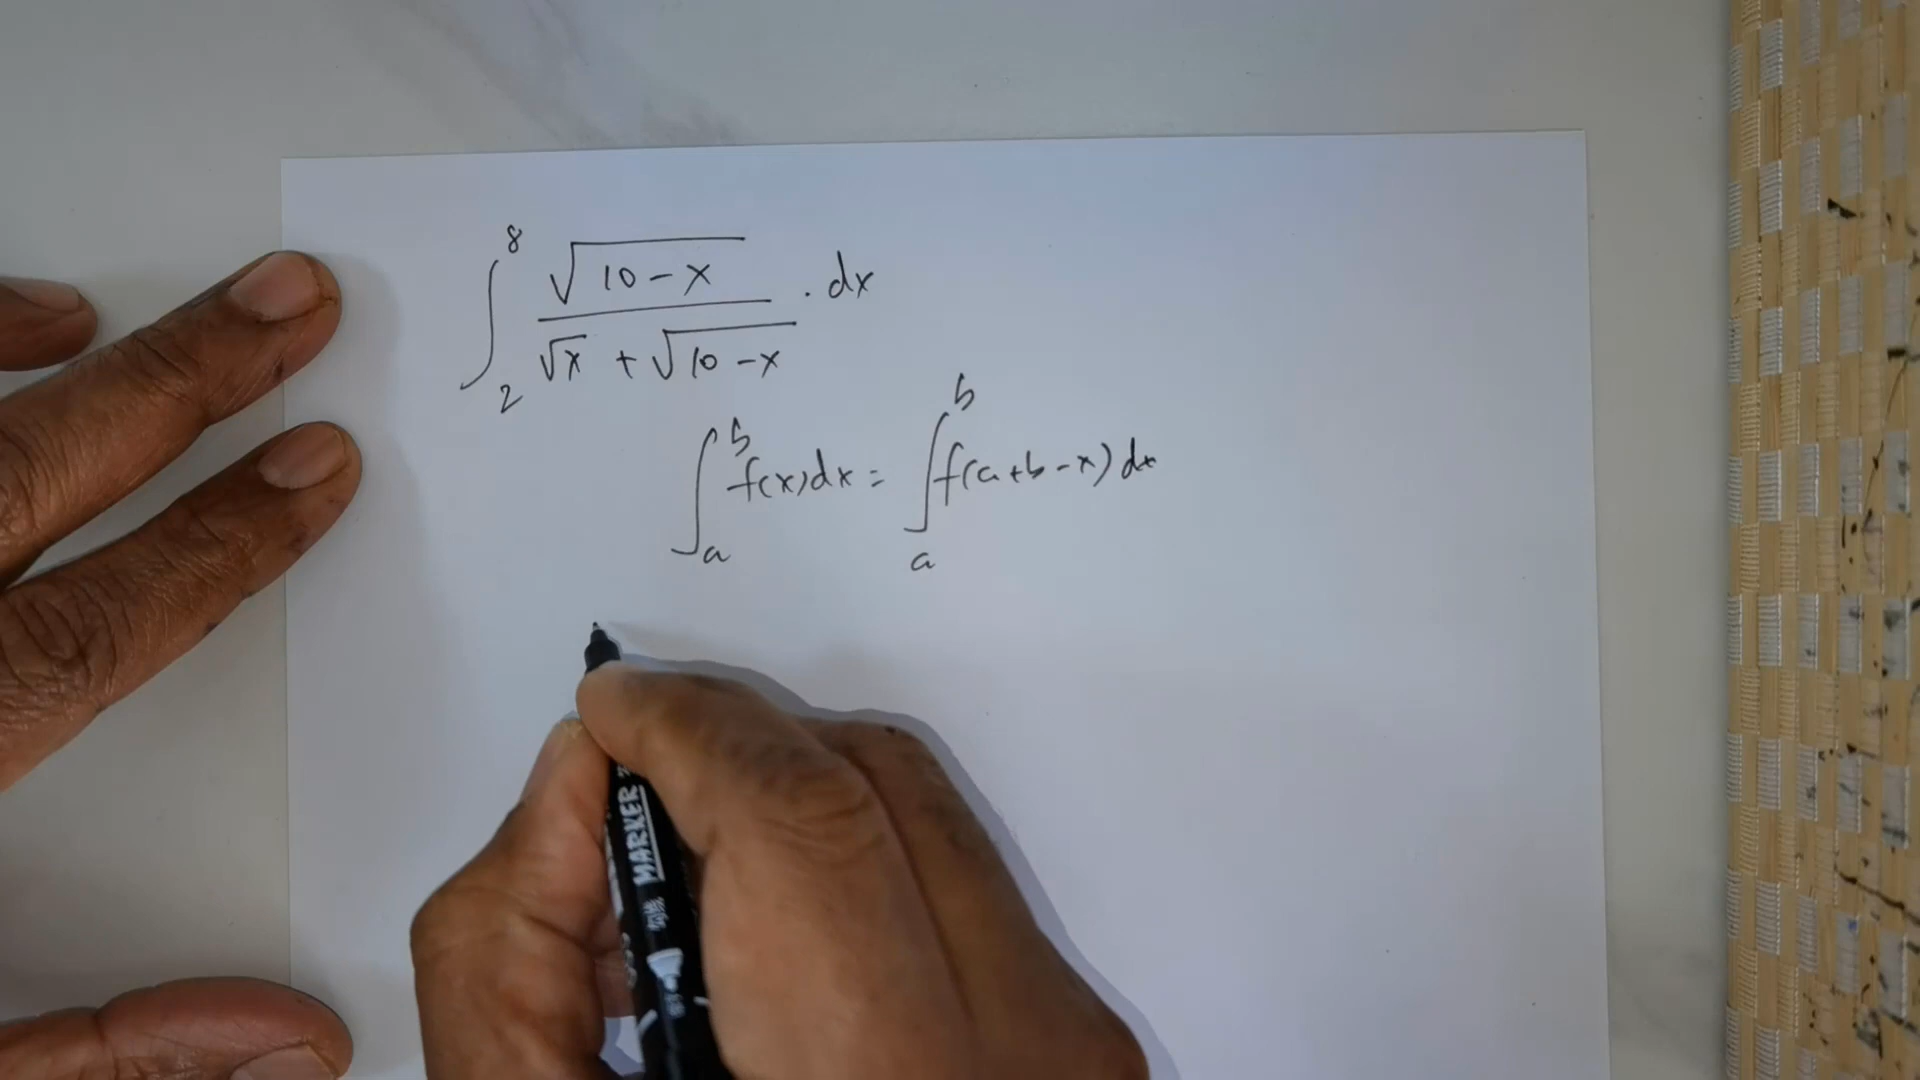 ∫₂⁸ √(10-x) / (√x + √(10-x)) . dx
∫ₐᵇ f(x)dx = ∫ₐᵇ f(a+b-x) dx
MARKER